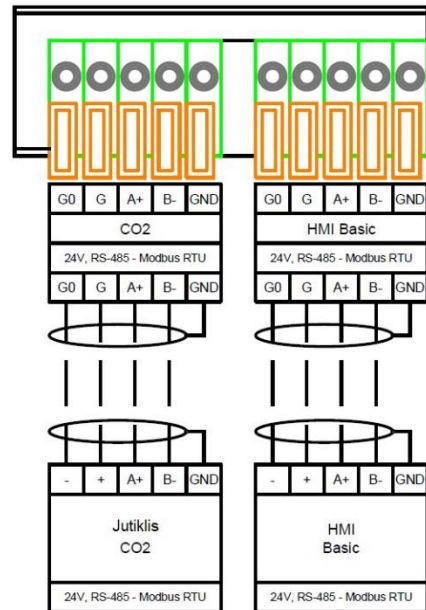 G0 G A+ B- GND G0 G A+ B- GND
CO2 HMI Basic
24V, RS-485 - Modbus RTU 24V, RS-485 - Modbus RTU
G0 G A+ B- GND G0 G A+ B- GND
- + A+ B- GND - + A+ B- GND
Jutiklis HMI
CO2 Basic
24V, RS-485 - Modbus RTU 24V, RS-485 - Modbus RTU